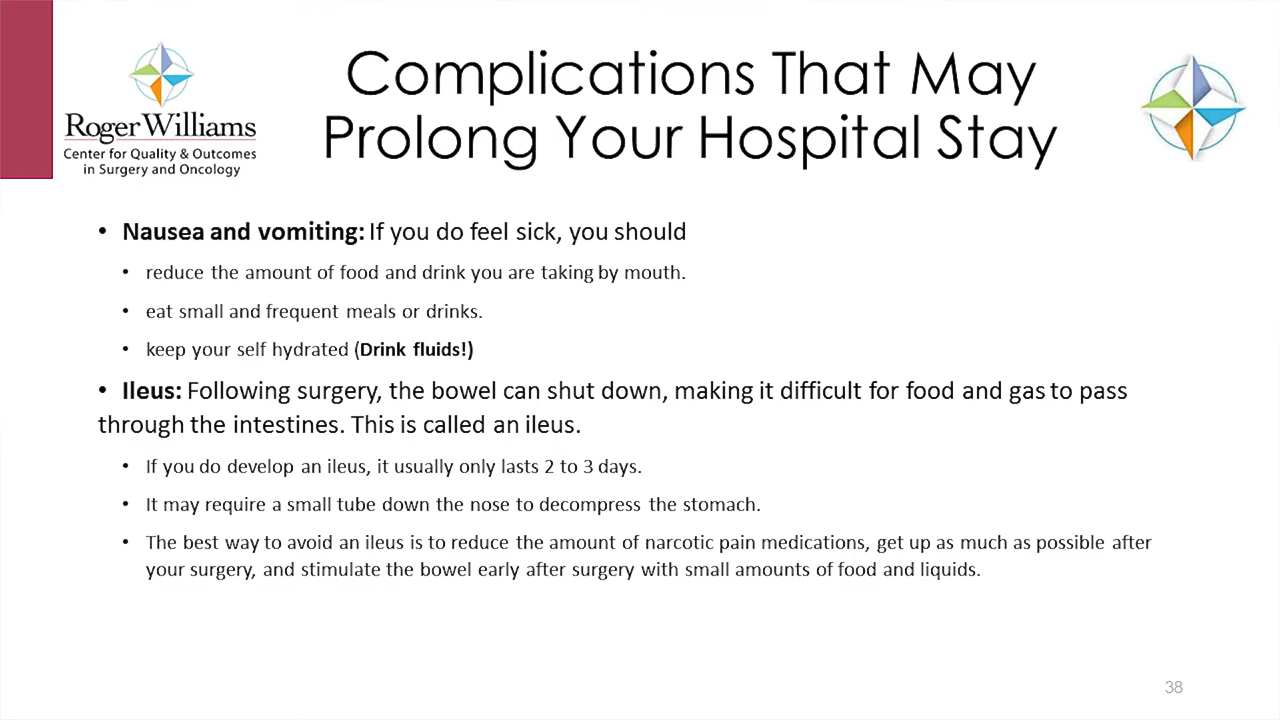 Roger Williams
Center for Quality & Outcomes
in Surgery and Oncology
Complications That May
Prolong Your Hospital Stay
• Nausea and vomiting: If you do feel sick, you should
• reduce the amount of food and drink you are taking by mouth.
• eat small and frequent meals or drinks.
• keep your self hydrated (Drink fluids!)
• Ileus: Following surgery, the bowel can shut down, making it difficult for food and gas to pass
through the intestines. This is called an ileus.
• If you do develop an ileus, it usually only lasts 2 to 3 days.
• It may require a small tube down the nose to decompress the stomach.
• The best way to avoid an ileus is to reduce the amount of narcotic pain medications, get up as much as possible after
your surgery, and stimulate the bowel early after surgery with small amounts of food and liquids.
38